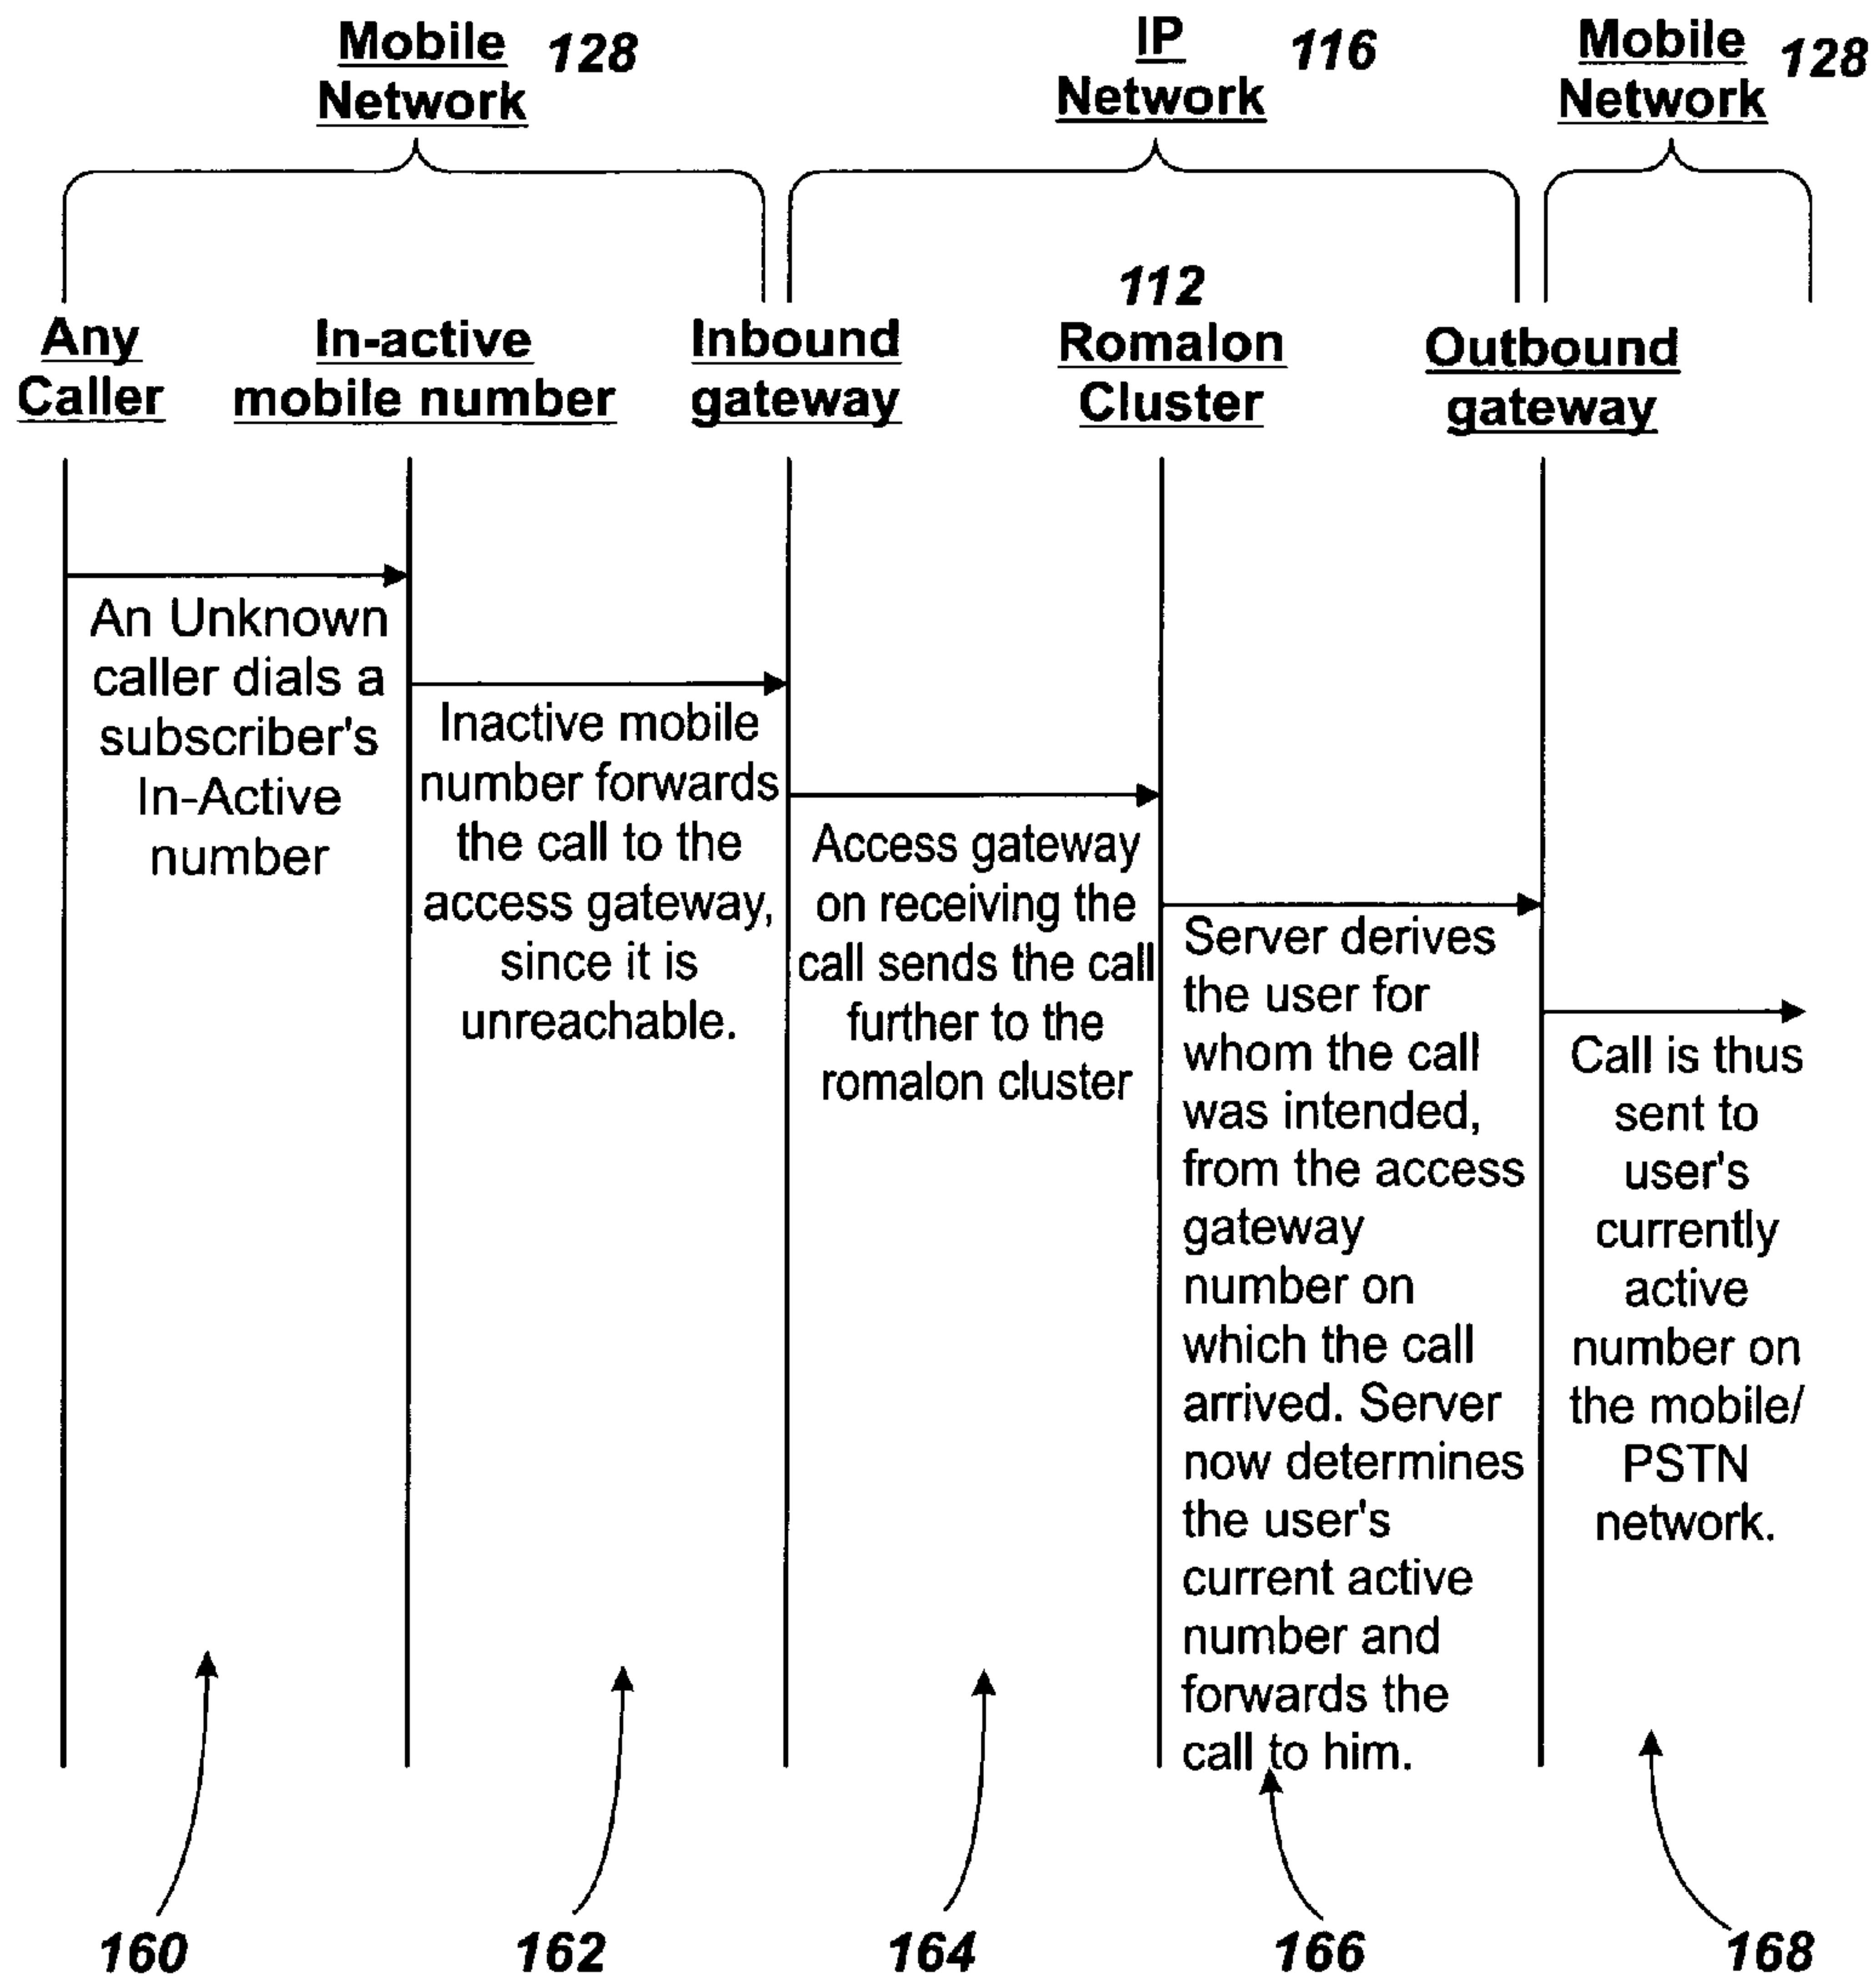 Mobile
Network
128
IP
Network
116
Mobile
Network
128
Any
Caller
In-active
mobile number
Inbound
gateway
112
Romalon
Cluster
Outbound
gateway
An Unknown
caller dials a
subscriber's
In-Active
number
Inactive mobile
number forwards
the call to the
access gateway,
since it is
unreachable.
Access gateway
on receiving the
call sends the call
further to the
romalon cluster
Server derives
the user for
whom the call
was intended,
from the access
gateway
number on
which the call
arrived. Server
now determines
the user's
current active
number and
forwards the
call to him.
Call is thus
sent to
user's
currently
active
number on
the mobile/
PSTN
network.
160
162
164
166
168